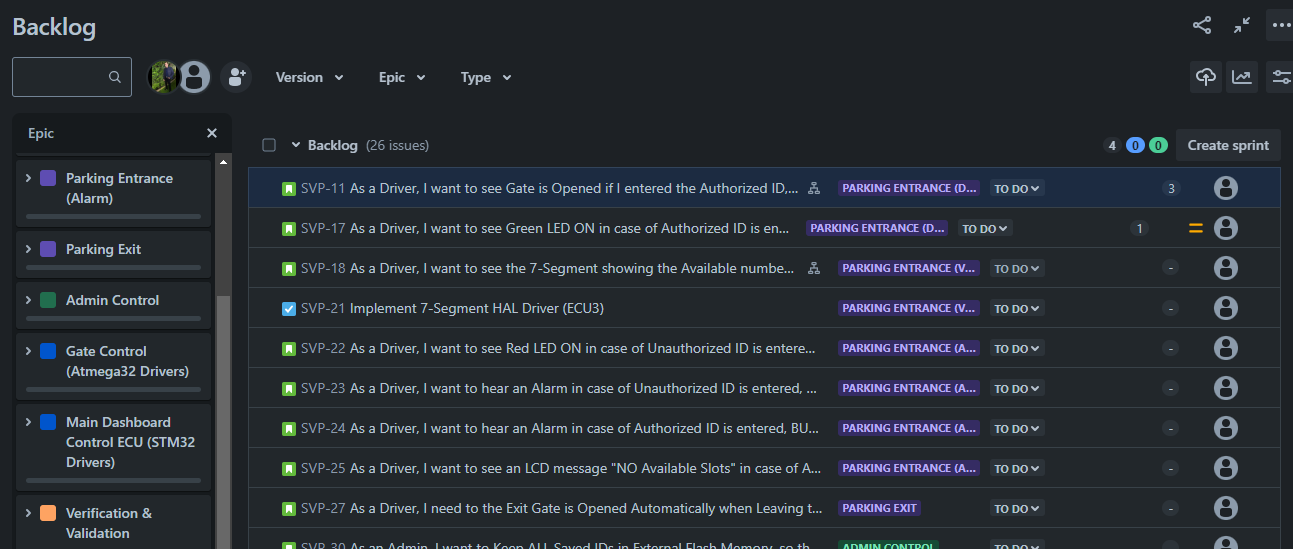 Backlog
Version Epic Type
Epic
Parking Entrance
(Alarm)
Parking Exit
Admin Control
Gate Control
(Atmega32 Drivers)
Main Dashboard
Control ECU (STM32
Drivers)
Verification &
Validation
Backlog (26 issues) 4 0 0 Create sprint
SVP-11 As a Driver, I want to see Gate is Opened if I entered the Authorized ID,... PARKING ENTRANCE (D... TO DO 3
SVP-17 As a Driver, I want to see Green LED ON in case of Authorized ID is en... PARKING ENTRANCE (D... TO DO 1
SVP-18 As a Driver, I want to see the 7-Segment showing the Available numbe... PARKING ENTRANCE (V... TO DO -
SVP-21 Implement 7-Segment HAL Driver (ECU3) PARKING ENTRANCE (V... TO DO -
SVP-22 As a Driver, I want to see Red LED ON in case of Unauthorized ID is entere... PARKING ENTRANCE (A... TO DO -
SVP-23 As a Driver, I want to hear an Alarm in case of Unauthorized ID is entered, ... PARKING ENTRANCE (A... TO DO -
SVP-24 As a Driver, I want to hear an Alarm in case of Authorized ID is entered, BU... PARKING ENTRANCE (A... TO DO -
SVP-25 As a Driver, I want to see an LCD message "NO Available Slots" in case of A... PARKING ENTRANCE (A... TO DO -
SVP-27 As a Driver, I need to the Exit Gate is Opened Automatically when Leaving t... PARKING EXIT TO DO -
SVP-30 As an Admin, I want to Keep ALL Saved IDs in External Flash Memory, so th... ADMIN CONTROL TO DO